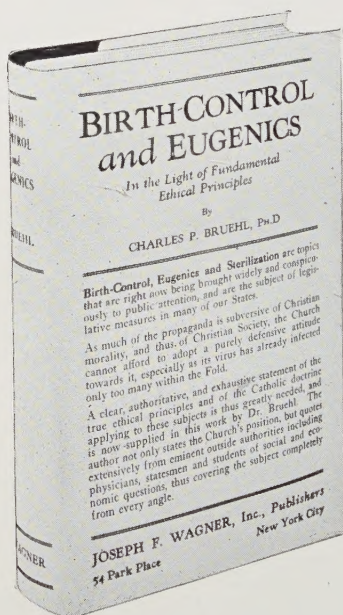 BIRTH-CONTROL
and EUGENICS
In the Light of Fundamental
Ethical Principles
By
CHARLES P. BRUEHL, PH.D
Birth-Control, Eugenics and Sterilization are topics
that are right now being brought widely and conspicu-
ously to public attention, and are the subject of legis-
lative measures in many of our States.
As much of the propaganda is subversive of Christian
morality, and thus, of Christian Society, the Church
cannot afford to adopt a purely defensive attitude
towards it, especially as its virus has already infected
only too many within the Fold.
A clear, authoritative, and exhaustive statement of the
true ethical principles and of the Catholic doctrine
applying to these subjects is thus greatly needed, and
is now supplied in this work by Dr. Bruehl. The
author not only states the Church's position, but quotes
extensively from eminent outside authorities including
physicians, statesmen and students of social and eco-
nomic questions, thus covering the subject completely
from every angle.
JOSEPH F. WAGNER, Inc., Publishers
54 Park Place
New York City
and